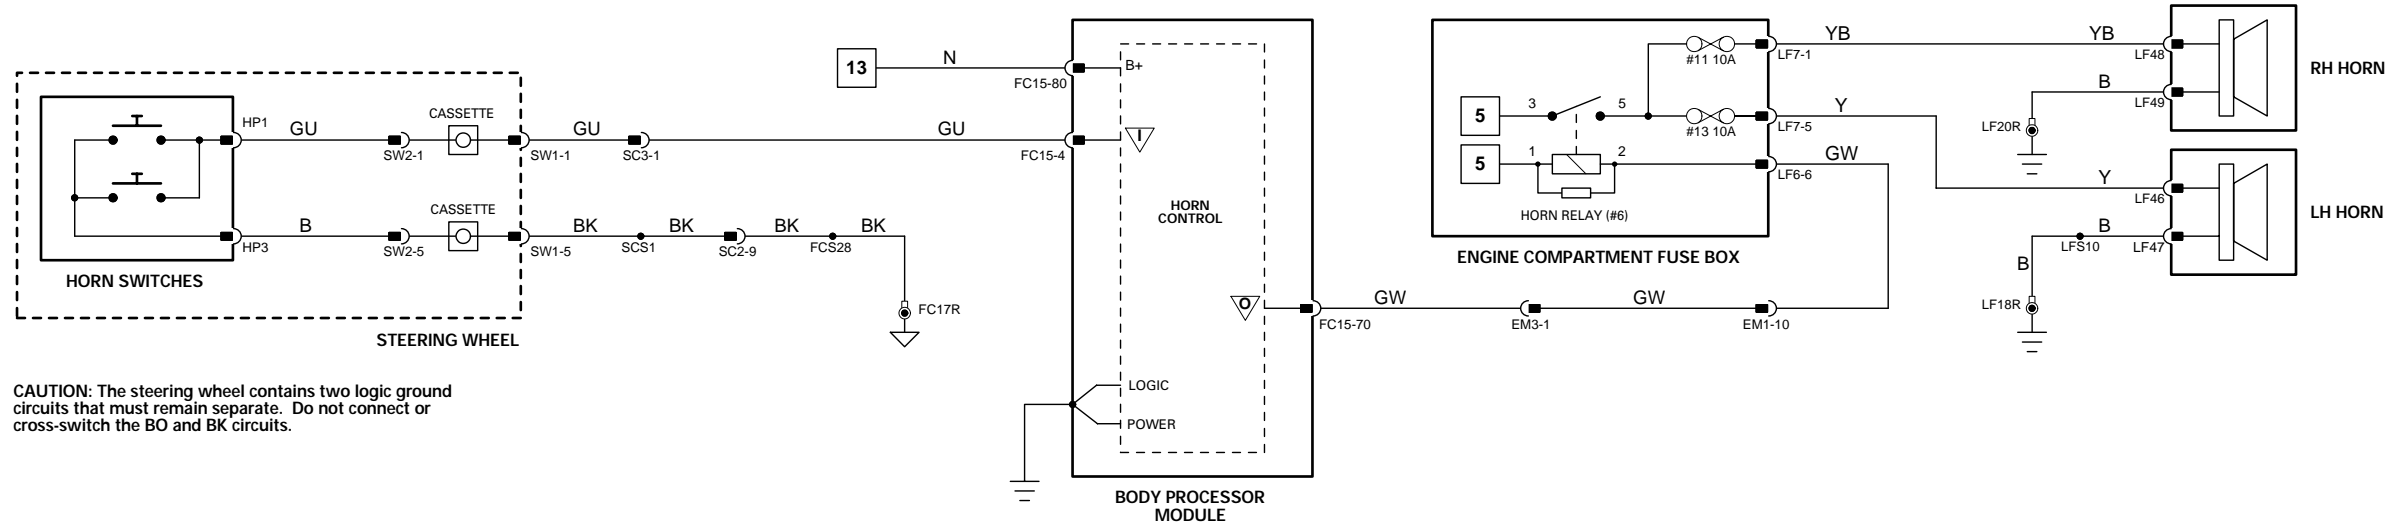 HORN SWITCHES
HP1
HP3
GU
B
SW2-1
SW2-5
CASSETTE
CASSETTE
STEERING WHEEL
SW1-1
SW1-5
GU
SC3-1
GU
BK
SCS1
BK
SC2-9
BK
FCS28
BK
FC17R
CAUTION: The steering wheel contains two logic ground
circuits that must remain separate. Do not connect or
cross-switch the BO and BK circuits.
13
N
FC15-80
FC15-4
B+
I
HORN
CONTROL
O
LOGIC
POWER
BODY PROCESSOR
MODULE
FC15-70
GW
EM3-1
GW
EM1-10
5
3
5
5
1
2
#11 10A
#13 10A
HORN RELAY (#6)
ENGINE COMPARTMENT FUSE BOX
LF7-1
LF7-5
LF6-6
YB
YB
Y
GW
Y
B
LF20R
LF48
LF49
RH HORN
B
LFS10
B
LF18R
LF46
LF47
LH HORN